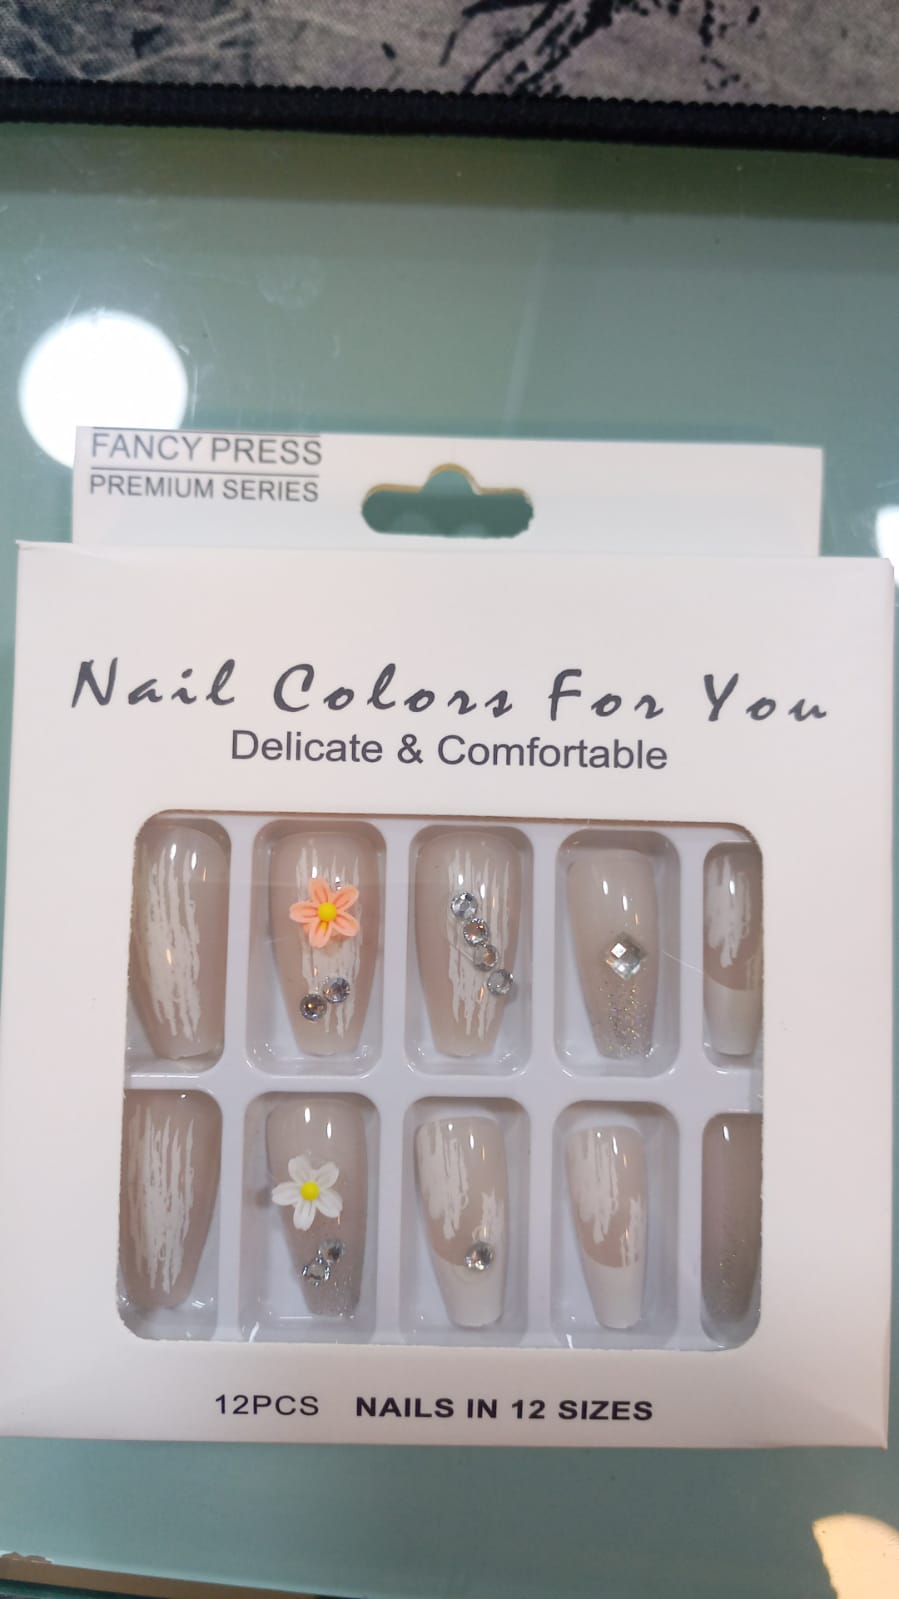 FANCY PRESS
PREMIUM SERIES
Nail Colors For You
Delicate & Comfortable
12PCS NAILS IN 12 SIZES